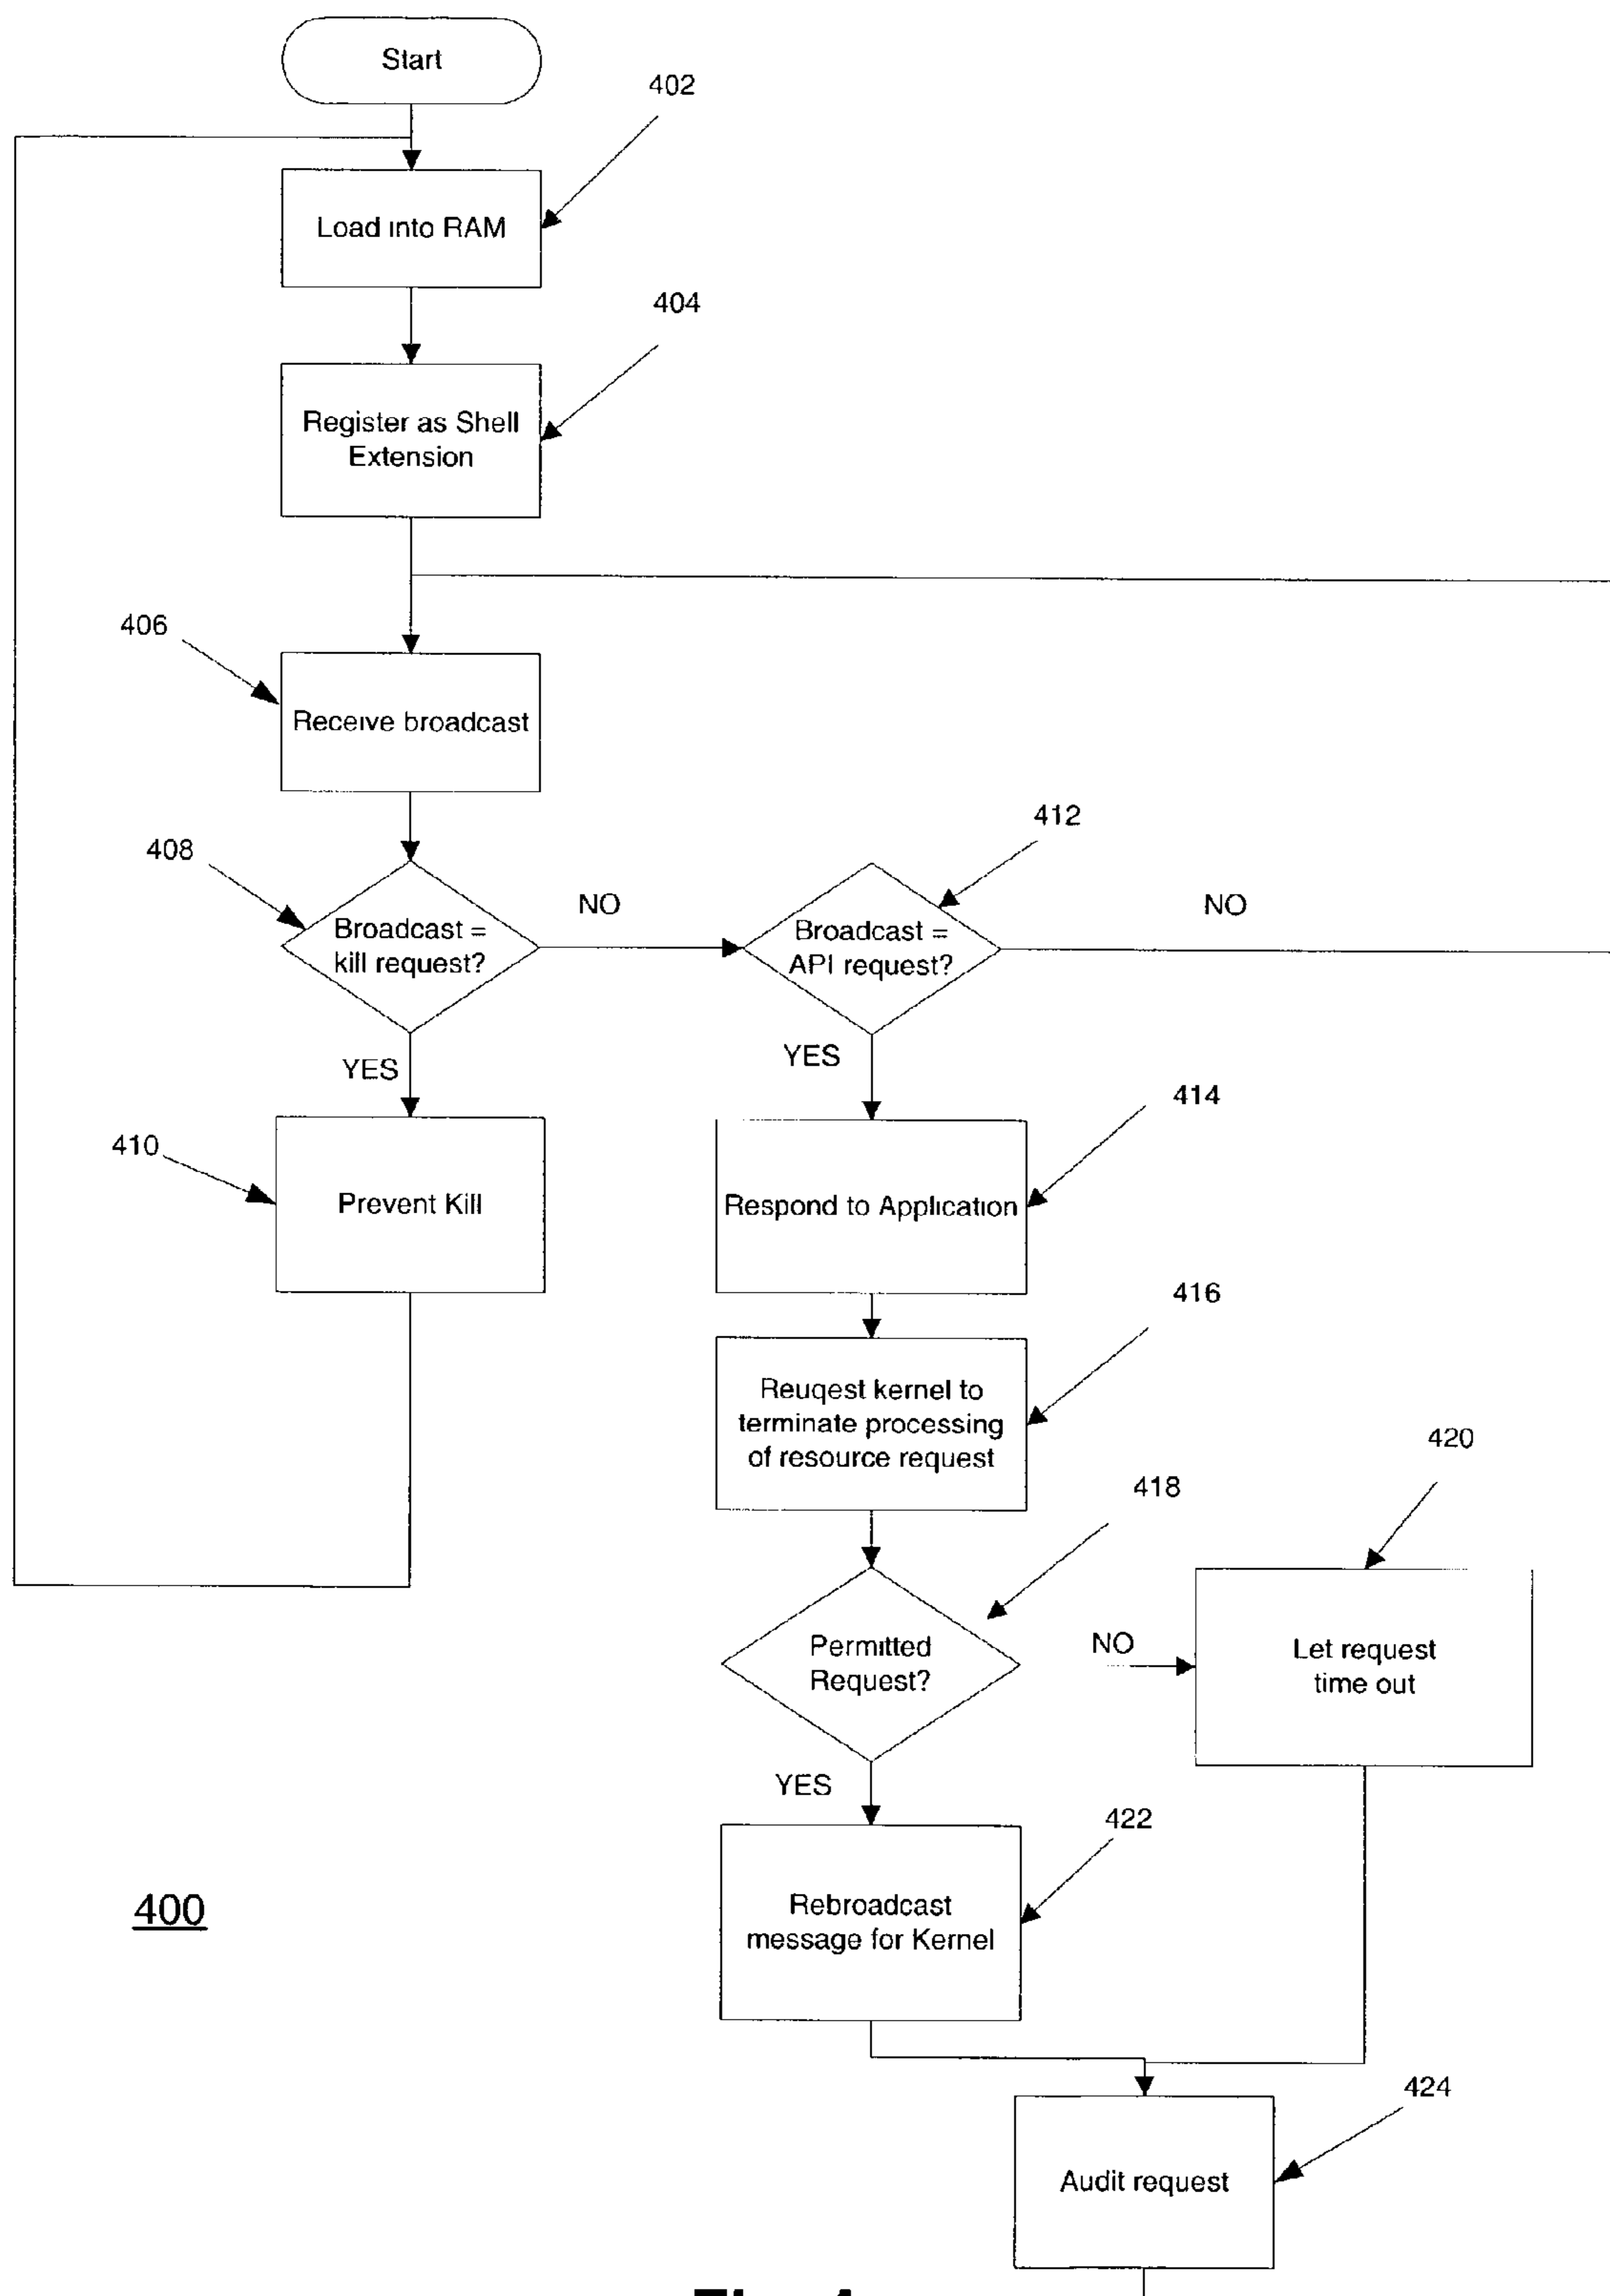 Start
402
Load into RAM
404
Register as Shell
Extension
406
Receive broadcast
408
Broadcast =
kill request?
NO
412
Broadcast =
API request?
NO
YES
YES
410
Prevent Kill
414
Respond to Application
416
Reuqest kernel to
terminate processing
of resource request
418
Permitted
Request?
NO
420
Let request
time out
YES
422
Rebroadcast
message for Kernel
400
424
Audit request